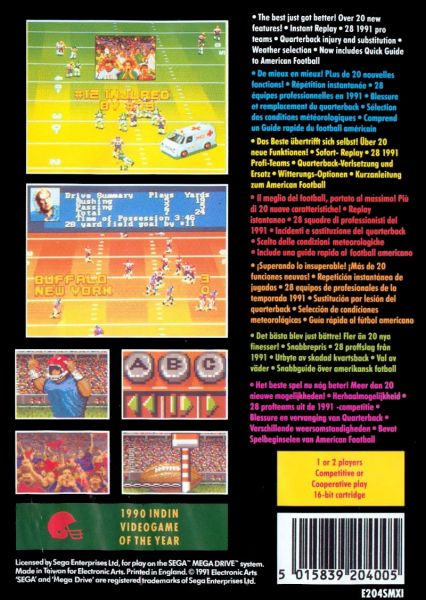 #12 INJURED
BY #78
• The best just got better! Over 20 new
features! • Instant Replay • 28 1991 pro
teams • Quarterback injury and substitution •
Weather selection • Now includes Quick Guide
to American Football
• De mieux en mieux! Plus de 20 nouvelles
fonctions! • Répétition instantanée • 28
équipes professionnelles en 1991 • Blessure
et remplacement du quarterback • Sélection
des conditions météorologiques • Comprend
un Guide rapide du football américain
• Das Beste übertrifft sich selbst! Über 20
neue Funktionen! • Sofort- Replay • 28 1991
Profi-Teams • Quarterback-Verlsetzung und
Ersatz • Witterungs-Optionen • Kurzanleitung
zum American Football
• Il meglio del football, portato al massimo! Più
di 20 nuove caratteristiche! • Replay
istantaneo • 28 squadre di professionisti del
1991 • Incidenti e sostituzione del quarterback
• Scelta delle condizioni meteorologiche
• Include una guida rapida al football americano
• ¡Superando lo insuperable! ¡Más de 20
funciones nuevas! • Repetición instantánea de
jugadas • 28 equipos de profesionales de la
temporada 1991 • Sustitución por lesión del
quarterback • Selección de condiciones
meteorológicas • Guía rápida al fútbol americano
• Det bästa blev just bättre! Fler än 20 nya
finesser! • Snabbrepris • 28 proffslag från
1991 • Utbyte av skadad kvartsback • Val av
väder • Snabbguide över amerikansk fotboll
• Het beste spel nu nóg beter! Meer dan 20
nieuwe mogelijkheden! • Herhaalmogelijkheid •
28 profteams uit de 1991 -competitie •
Blessure en vervanging van Quarterback •
Verschillende weersomstandigheden • Bevat
Spelbeginselen van American Football
Drive Summary Plays Yards
Rushing
Passing
Total
Time of Possession 3:46
28 yard field goal by #11
BUFFALO 3
NEW YORK 0
A B C
1 or 2 players
Competitive or
Cooperative play
16-bit cartridge
1990 INDIN
VIDEOGAME
OF THE YEAR
Licensed by Sega Enterprises Ltd, for play on the SEGA™ MEGA DRIVE™ system.
Made in Taiwan for Electronic Arts. Printed in England. © 1991 Electronic Arts
'SEGA' and 'Mega Drive' are registered trademarks of Sega Enterprises Ltd.
5 015839 204005
E204SMXI